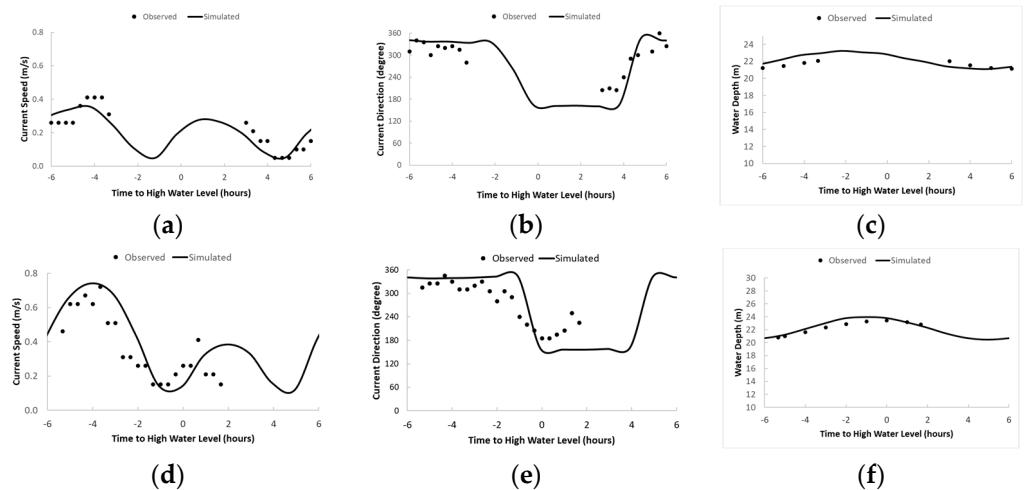 Observed Simulated
Current Speed (m/s)
0.8
0.6
0.4
0.2
0.0
-6 -4 -2 0 2 4 6
Time to High Water Level (hours)
(a)
Observed Simulated
Current Direction (degree)
360
300
240
180
120
60
0
-6 -4 -2 0 2 4 6
Time to High Water Level (hours)
(b)
Observed Simulated
Water Depth (m)
30
28
26
24
22
20
18
16
14
12
10
-6 -3 0 3 6
Time to High Water Level (hours)
(c)
Observed Simulated
Current Speed (m/s)
0.8
0.6
0.4
0.2
0.0
-6 -4 -2 0 2 4 6
Time to High Water Level (hours)
(d)
Observed Simulated
Current Direction (degree)
360
300
240
180
120
60
0
-6 -4 -2 0 2 4 6
Time to High Water Level (hours)
(e)
Observed Simulated
Water Depth (m)
30
28
26
24
22
20
18
16
14
12
10
-6 -4 -2 0 2 4 6
Time to High Water Level (hours)
(f)